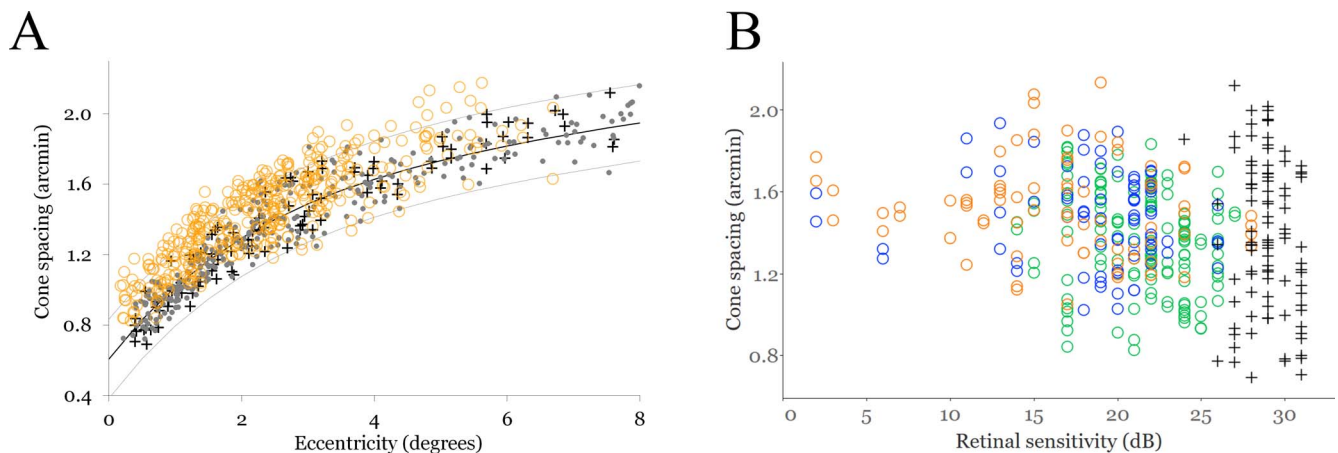 A
B
Cone spacing (arcmin)
2.0
1.6
1.2
0.8
0.4
0 2 4 6 8
Eccentricity (degrees)
Cone spacing (arcmin)
2.0
1.6
1.2
0.8
0 5 10 15 20 25 30
Retinal sensitivity (dB)